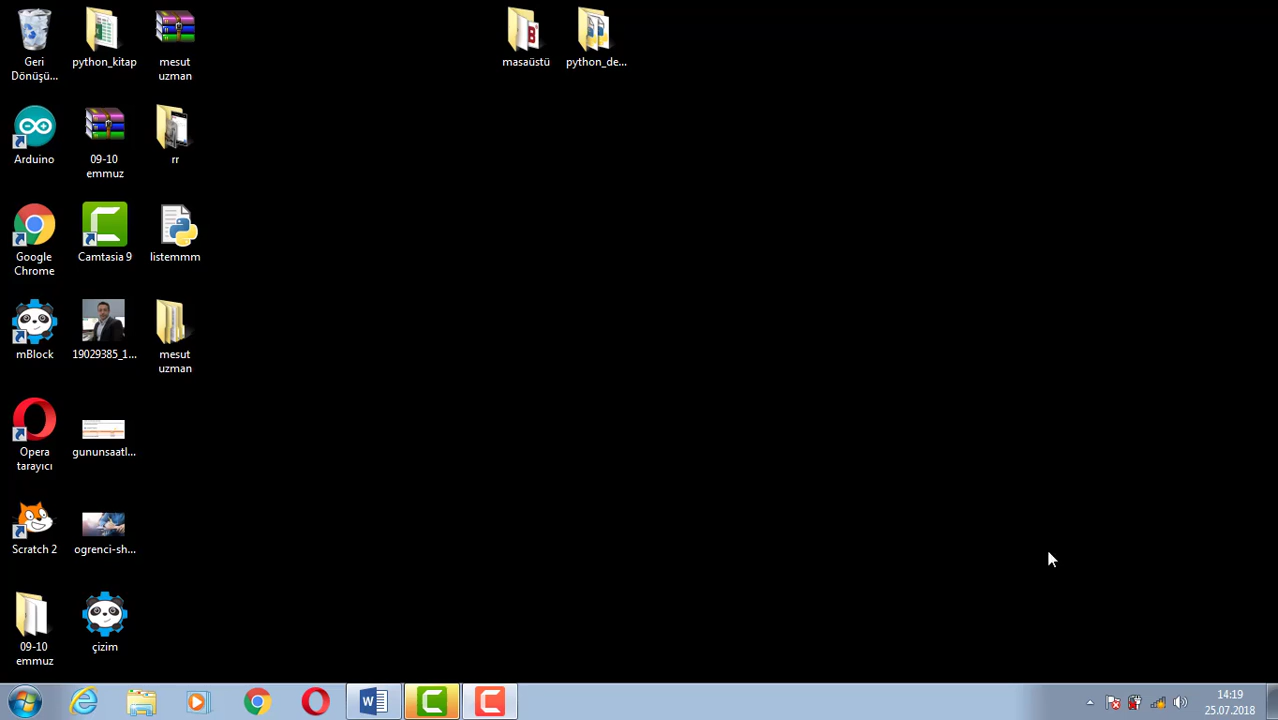 Geri
Dönüşü...
python_kitap
mesut
uzman
masaüstü
python_de...
Arduino
09-10
emmuz
rr
Google
Chrome
Camtasia 9
listemmm
mBlock
19029385_1...
mesut
uzman
Opera
tarayıcı
gununsaatl...
Scratch 2
ogrenci-sh...
09-10
emmuz
çizim
14:19
25.07.2018